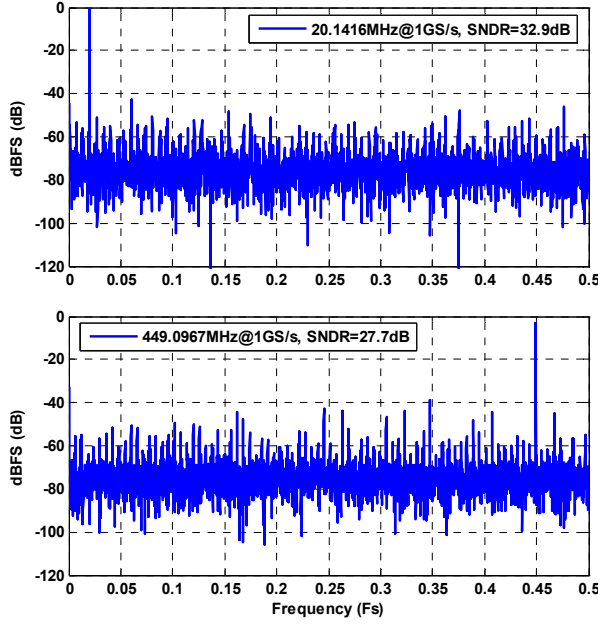 20.1416MHz@1GS/s, SNDR=32.9dB
dBFS (dB)
0
-20
-40
-60
-80
-100
-120
0 0.05 0.1 0.15 0.2 0.25 0.3 0.35 0.4 0.45 0.5
449.0967MHz@1GS/s, SNDR=27.7dB
dBFS (dB)
0
-20
-40
-60
-80
-100
-120
0 0.05 0.1 0.15 0.2 0.25 0.3 0.35 0.4 0.45 0.5
Frequency (Fs)